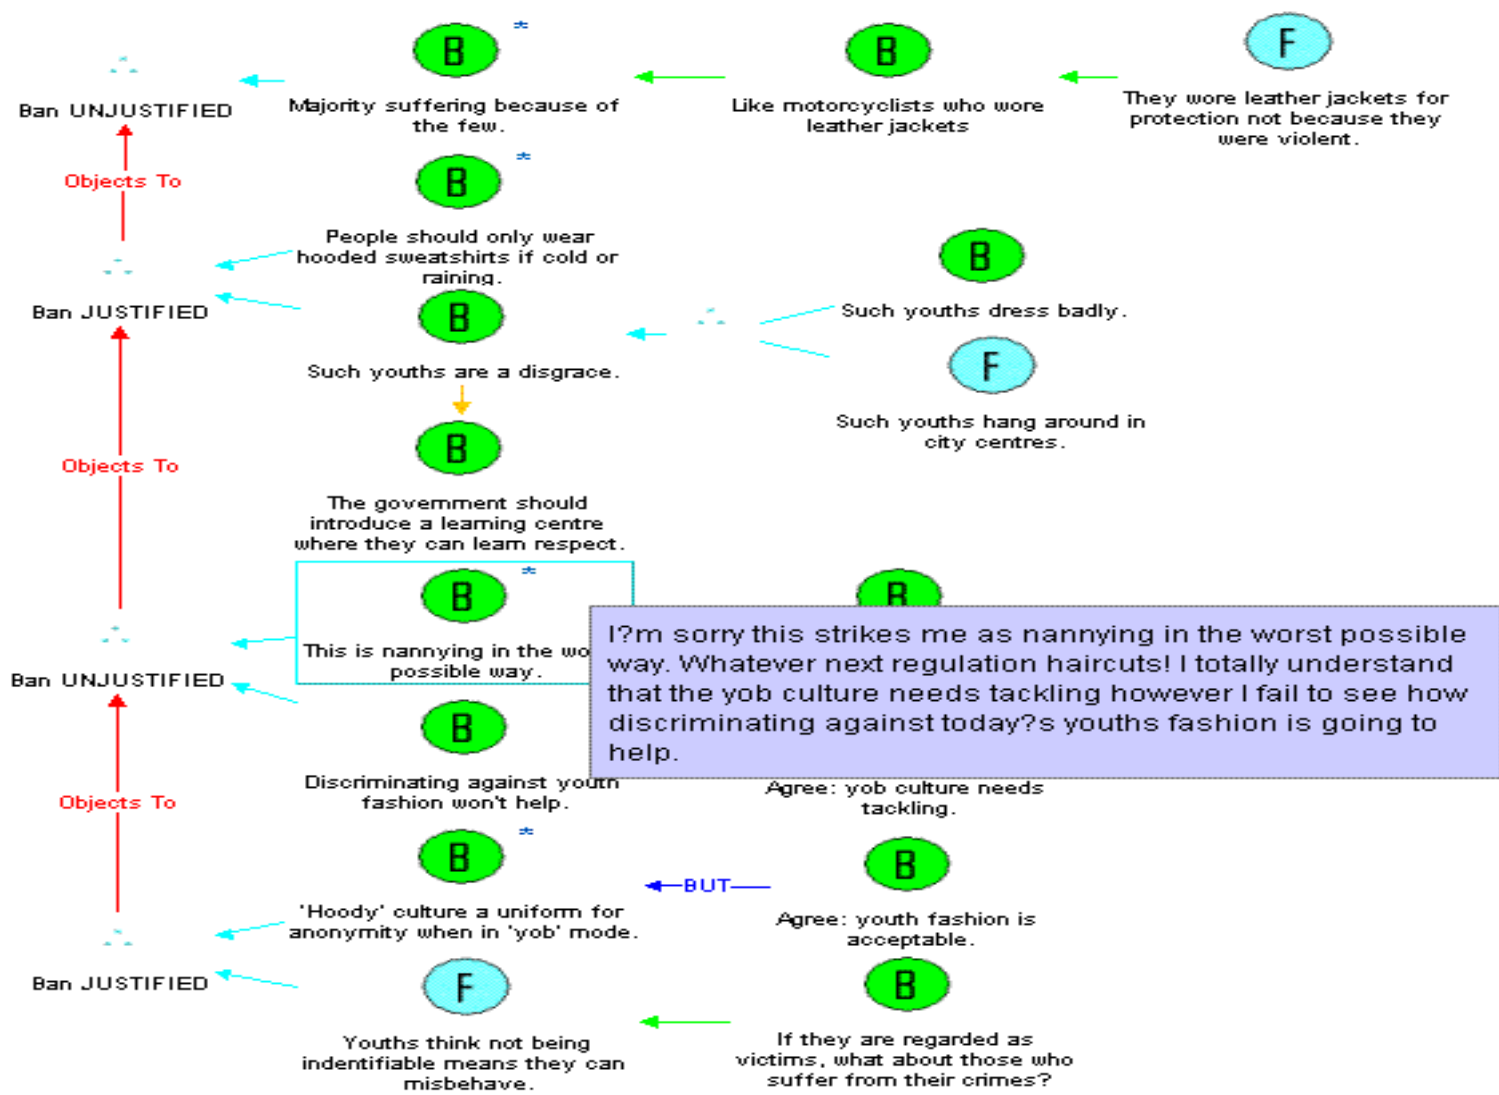 B *
B
F
Ban UNJUSTIFIED
Majority suffering because of
the few.
Like motorcyclists who wore
leather jackets
They wore leather jackets for
protection not because they
were violent.
Objects To
B *
People should only wear
hooded sweatshirts if cold or
raining.
B
Ban JUSTIFIED
B
Such youths dress badly.
Such youths are a disgrace.
F
Such youths hang around in
city centres.
B
Objects To
The government should
introduce a learning centre
where they can learn respect.
B *
B
This is nannying in the wo
possible way.
I?m sorry this strikes me as nannying in the worst possible
way. Whatever next regulation haircuts! I totally understand
that the yob culture needs tackling however I fail to see how
discriminating against today?s youths fashion is going to
help.
Ban UNJUSTIFIED
B
Discriminating against youth
fashion won't help.
Agree: yob culture needs
tackling.
Objects To
B *
BUT
B
'Hoody' culture a uniform for
anonymity when in 'yob' mode.
Agree: youth fashion is
acceptable.
Ban JUSTIFIED
F
B
Youths think not being
indentifiable means they can
misbehave.
If they are regarded as
victims, what about those who
suffer from their crimes?